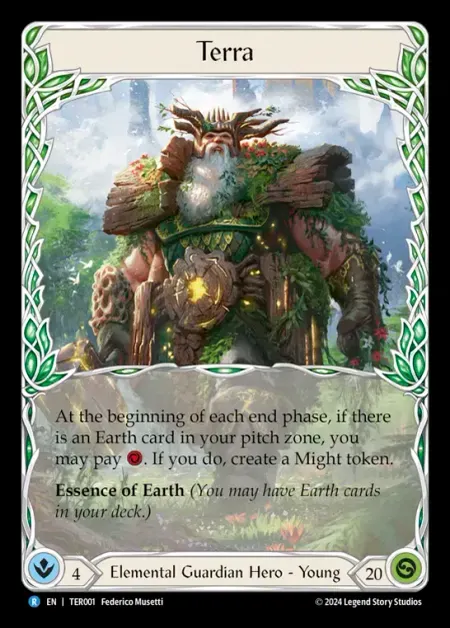 Terra
At the beginning of each end phase, if there
is an Earth card in your pitch zone, you
may pay . If you do, create a Might token.
Essence of Earth (You may have Earth cards
in your deck.)
4 Elemental Guardian Hero - Young 20
R EN | TER001 Federico Musetti © 2024 Legend Story Studios